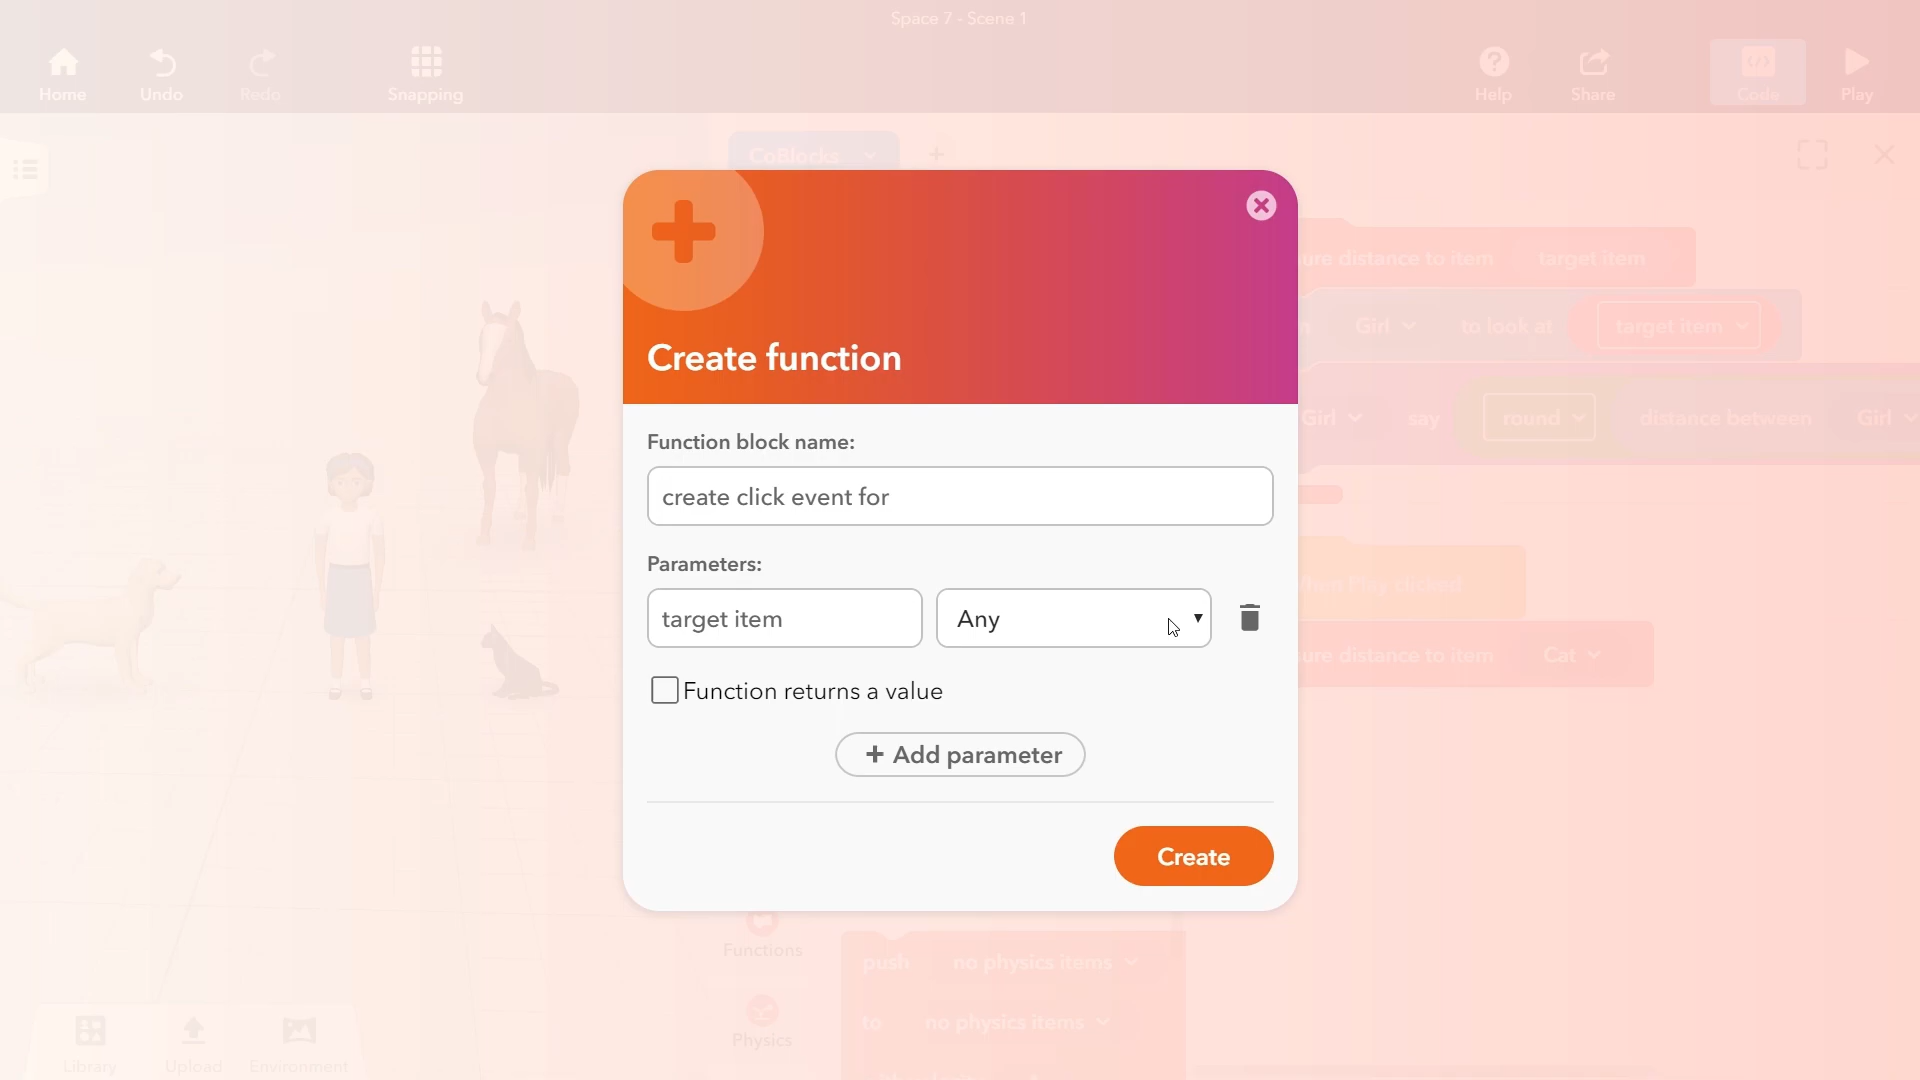 Space 7 - Scene 1
Home
Undo
Redo
Snapping
Help
Share
Code
Play
CoBlocks
+
Create function
Function block name:
create click event for
Parameters:
target item
Any
Function returns a value
+ Add parameter
Create
distance to item target item
Girl to look at target item
Girl say round distance between Girl
Play clicked
distance to item Cat
Functions
Physics
push no physics items
to no physics items
Library
Upload
Environment